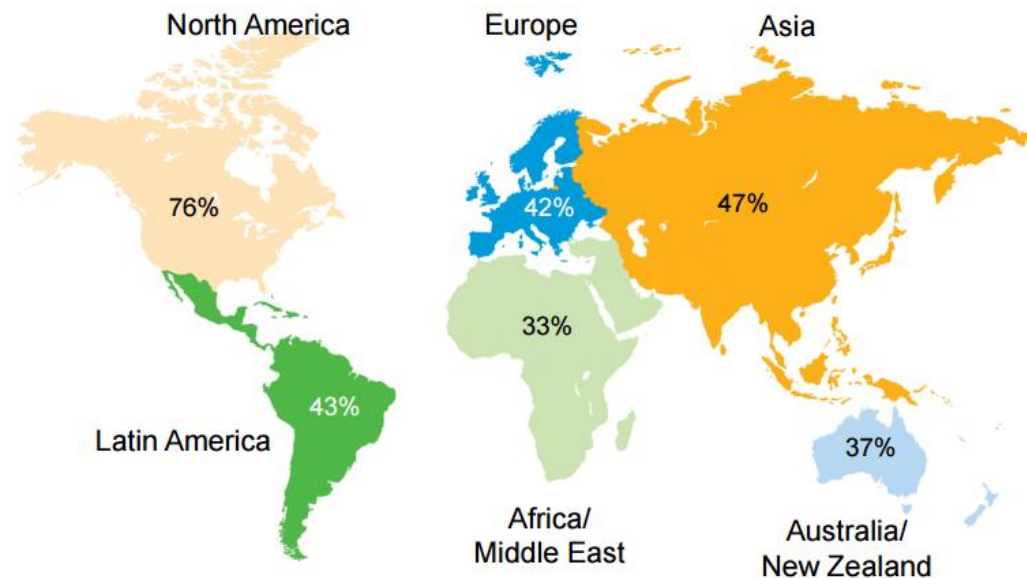 North America
Europe
Asia
76%
42%
47%
33%
43%
Latin America
37%
Africa/
Middle East
Australia/
New Zealand